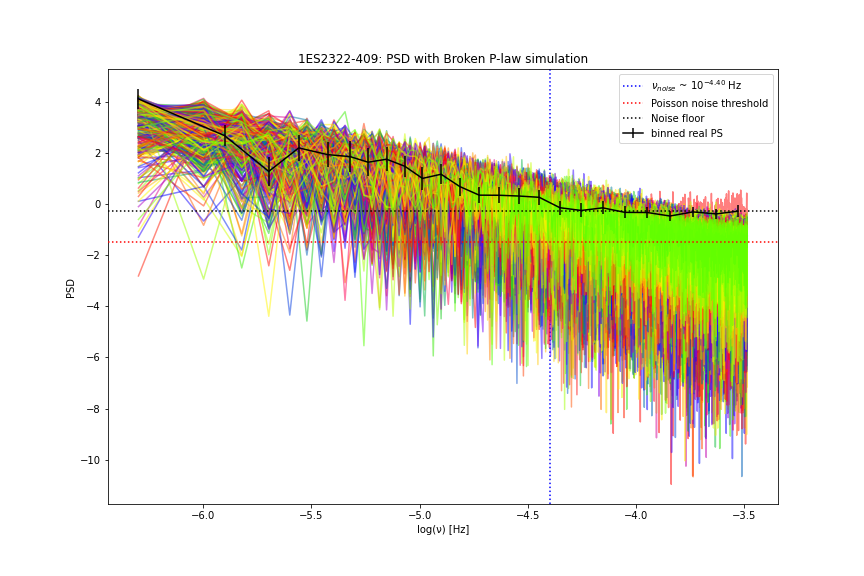 1ES2322-409: PSD with Broken P-law simulation
ν_noise ~ 10^−4.40 Hz
Poisson noise threshold
Noise floor
binned real PS
PSD
4
2
0
−2
−4
−6
−8
−10
−6.0 −5.5 −5.0 −4.5 −4.0 −3.5
log(ν) [Hz]